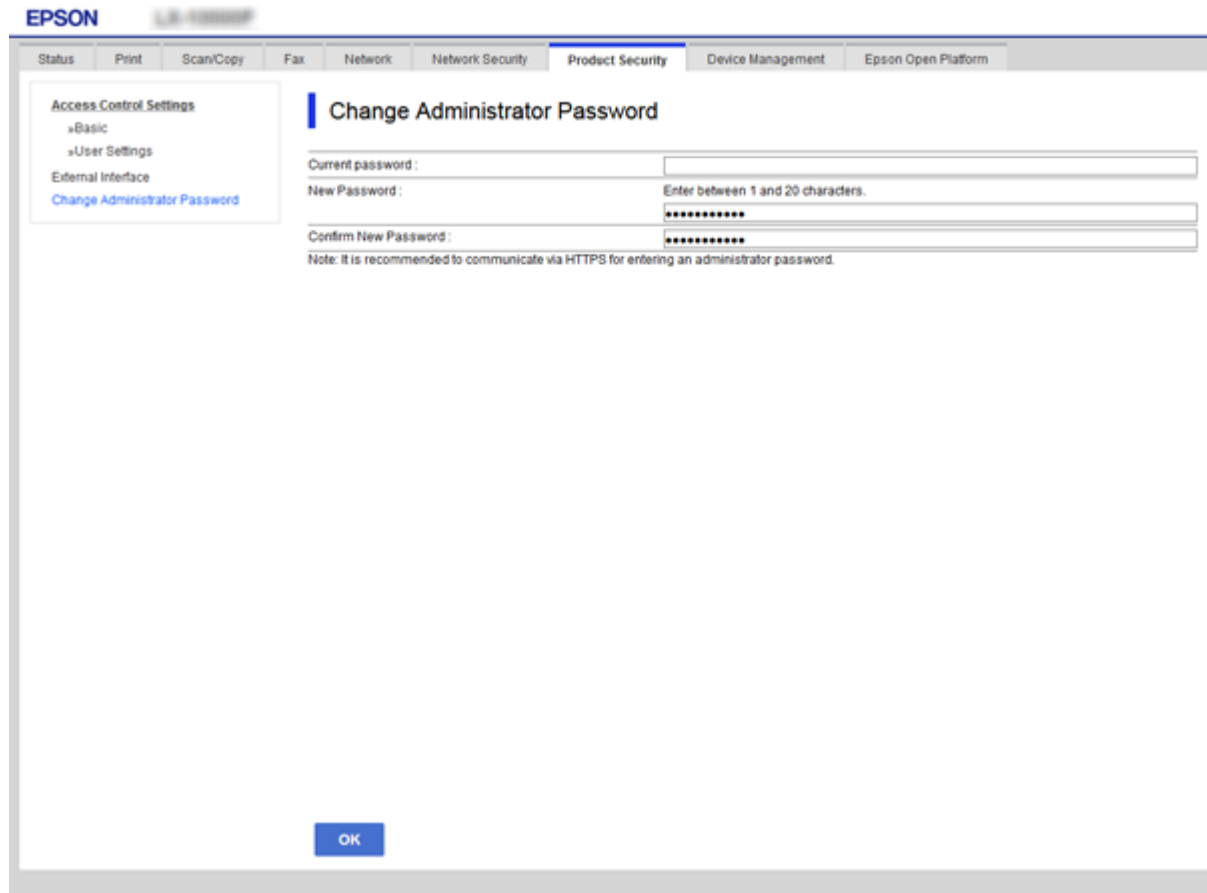 EPSON
Status Print Scan/Copy Fax Network Network Security Product Security Device Management Epson Open Platform
Access Control Settings
»Basic
»User Settings
External Interface
Change Administrator Password
Change Administrator Password
Current password :
New Password : Enter between 1 and 20 characters.
•••••••••••
Confirm New Password : •••••••••••
Note: It is recommended to communicate via HTTPS for entering an administrator password.
OK